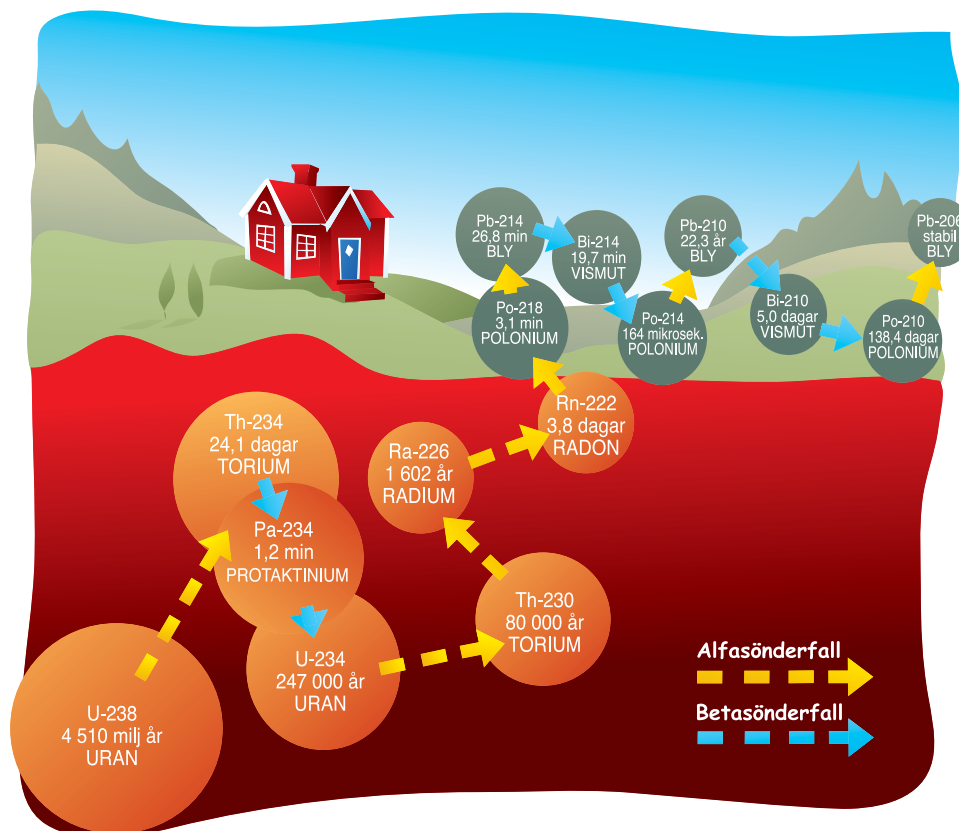 Pb-214
26,8 min
BLY
Bi-214
19,7 min
VISMUT
Pb-210
22,3 år
BLY
Pb-206
stabil
BLY
Po-218
3,1 min
POLONIUM
Po-214
164 mikrosek.
POLONIUM
Bi-210
5,0 dagar
VISMUT
Po-210
138,4 dagar
POLONIUM
Rn-222
3,8 dagar
RADON
Th-234
24,1 dagar
TORIUM
Ra-226
1 602 år
RADIUM
Pa-234
1,2 min
PROTAKTINIUM
Th-230
80 000 år
TORIUM
U-234
247 000 år
URAN
U-238
4 510 milj år
URAN
Alfasönderfall
Betasönderfall